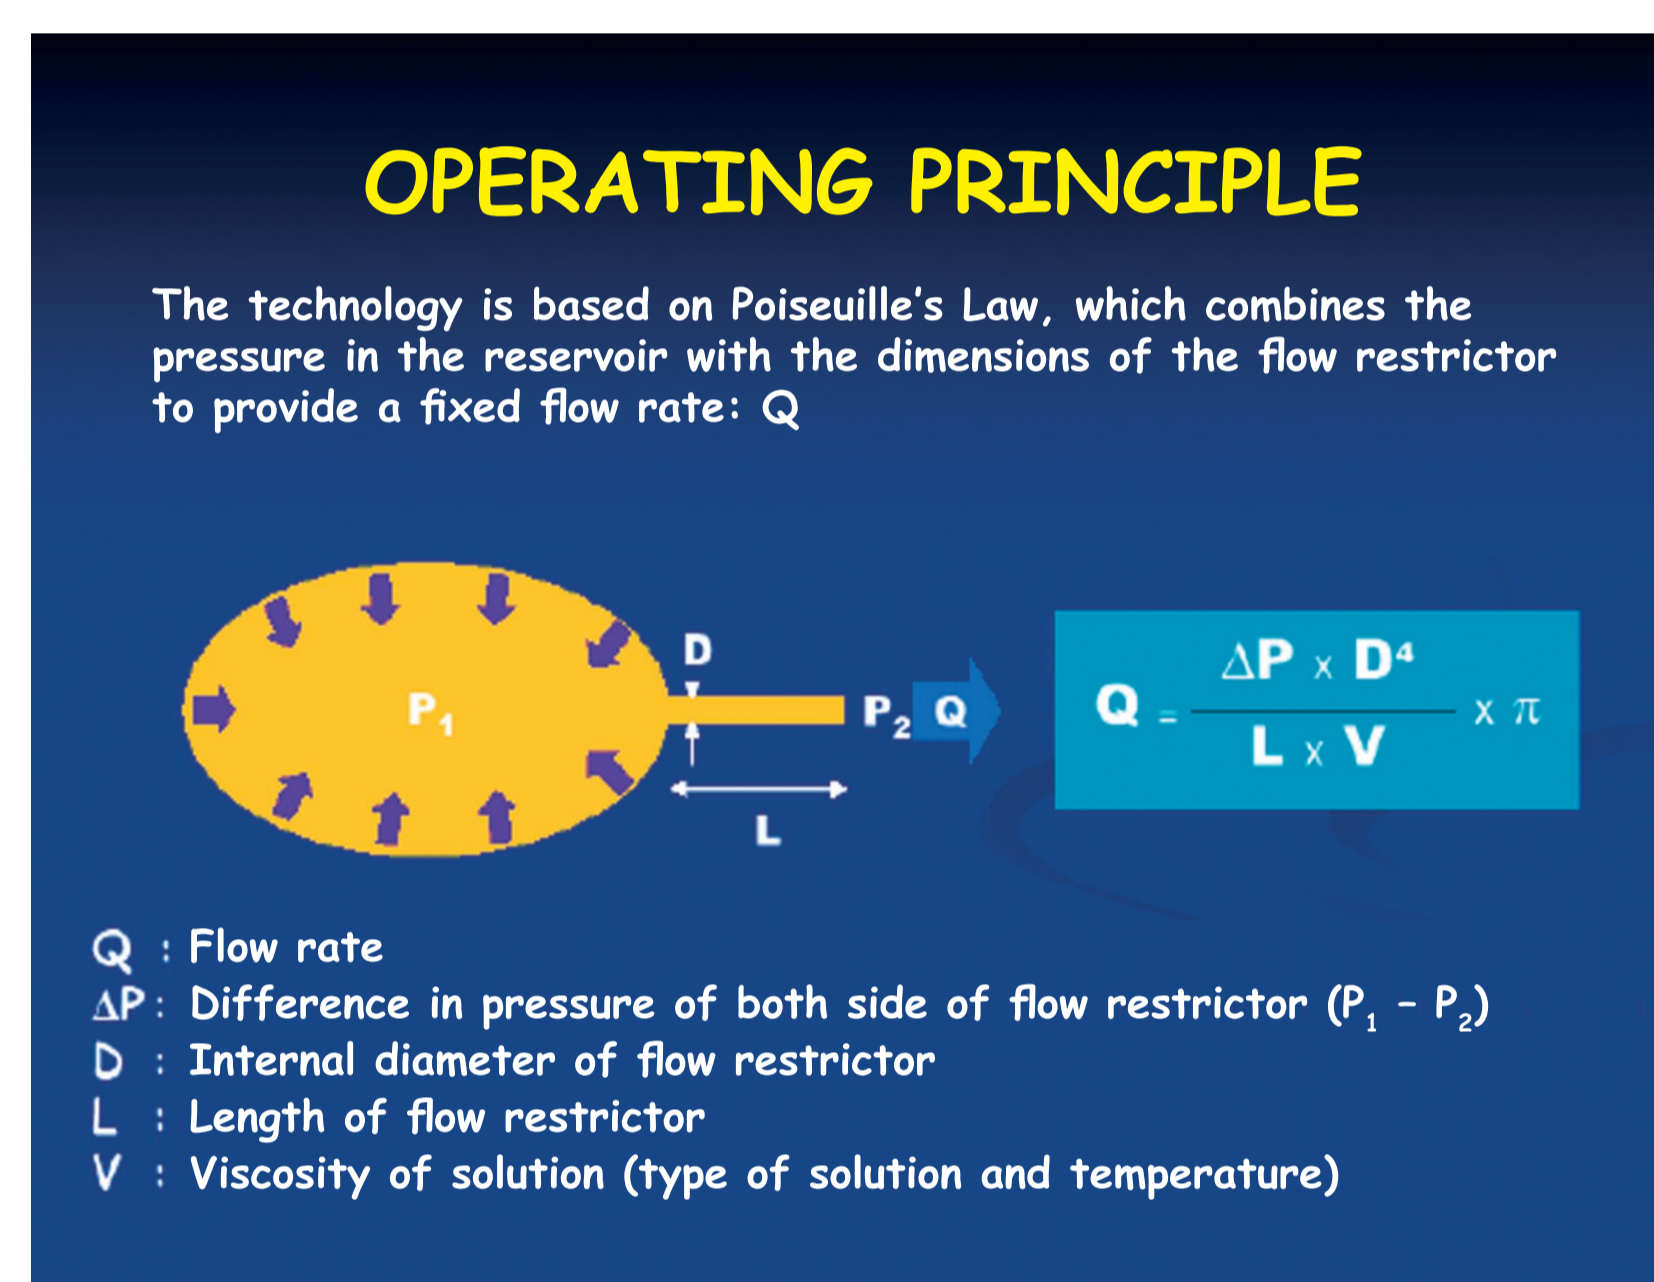 OPERATING PRINCIPLE
The technology is based on Poiseuille's Law, which combines the
pressure in the reservoir with the dimensions of the flow restrictor
to provide a fixed flow rate: Q
D
P₁
P₂ Q
L
ΔP x D⁴
Q = ―――― x π
L x V
Q : Flow rate
ΔP: Difference in pressure of both side of flow restrictor (P₁ – P₂)
D : Internal diameter of flow restrictor
L : Length of flow restrictor
V : Viscosity of solution (type of solution and temperature)